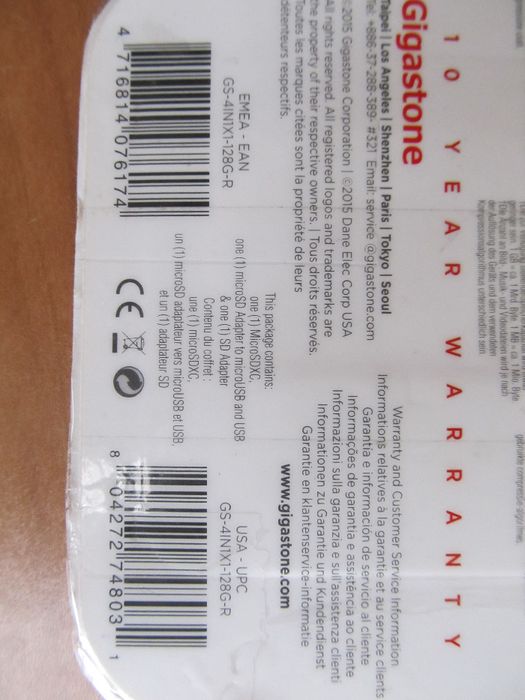 10 YEAR WARRANTY
Gigastone
Taipei | Los Angeles | Shenzhen | Paris | Tokyo | Seoul
Tel: +886-37-286-389- #321 Email: service @gigastone.com
©2015 Gigastone Corporation | ©2015 Dane Elec Corp USA
All rights reserved. All registered logos and trademarks are
the property of their respective owners. | Tous droits réservés.
Toutes les marques citées sont la propriété de leurs
détenteurs respectifs.
Warranty and Customer Service Information
Informations relatives à la garantie et au service clients
Garantía e información de servicio al cliente
Informações de garantia e assistência ao cliente
Informazioni sulla garanzia e sull'assistenza clienti
Informationen zu Garantie und Kundendienst
Garantie en klantenservice-informatie
www.gigastone.com
EMEA - EAN
GS-4IN1X1-128G-R
4 716814 076174
This package contains:
one (1) MicroSDXC,
one (1) microSD Adapter to microUSB and USB
& one (1) SD Adapter
Contenu du coffret :
une (1) microSDXC,
un (1) microSD adaptateur vers microUSB et USB,
et un (1) adaptateur SD
CE
USA - UPC
GS-4IN1X1-128G-R
8 04272 74803 1